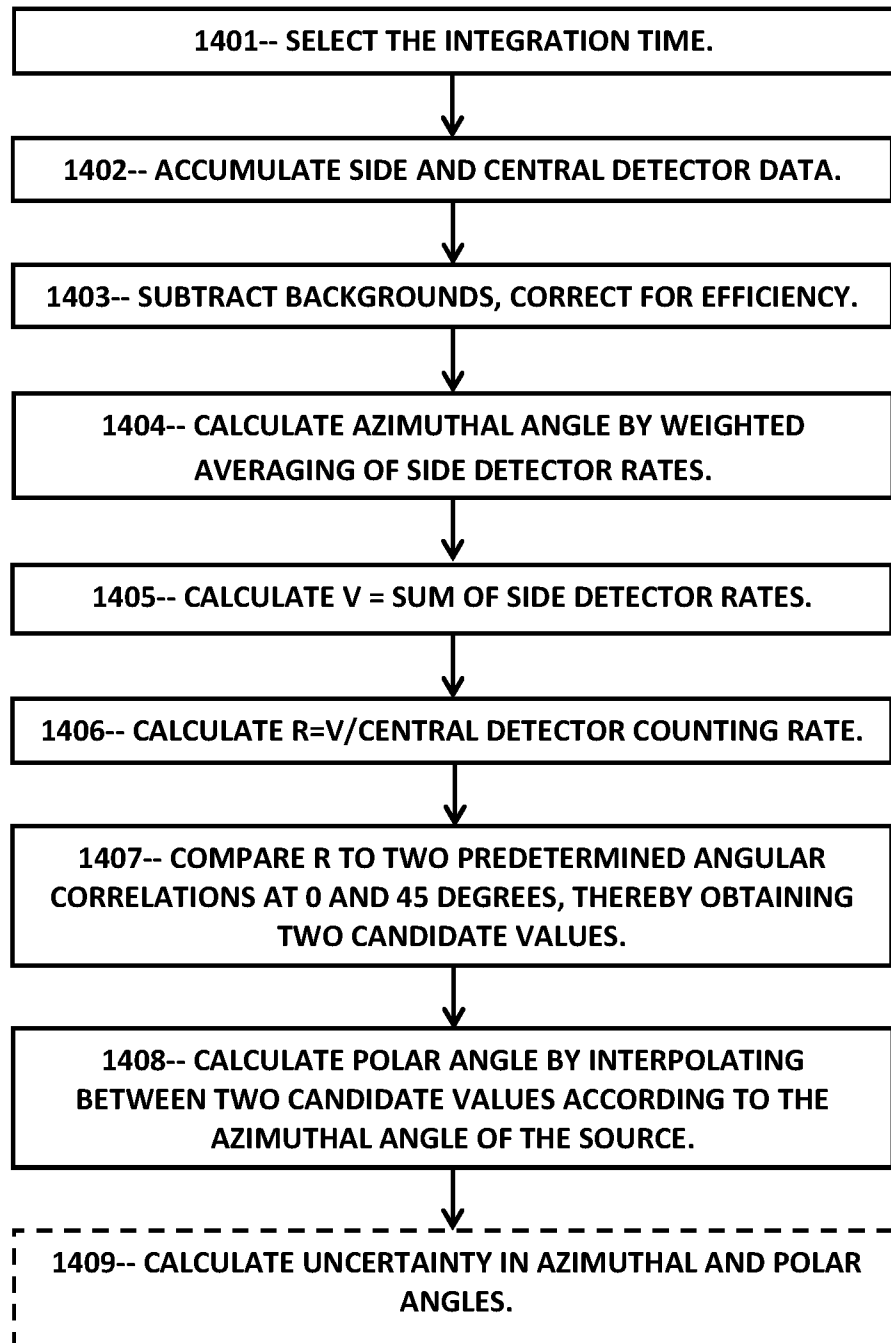 1401-- SELECT THE INTEGRATION TIME.
1402-- ACCUMULATE SIDE AND CENTRAL DETECTOR DATA.
1403-- SUBTRACT BACKGROUNDS, CORRECT FOR EFFICIENCY.
1404-- CALCULATE AZIMUTHAL ANGLE BY WEIGHTED
AVERAGING OF SIDE DETECTOR RATES.
1405-- CALCULATE V = SUM OF SIDE DETECTOR RATES.
1406-- CALCULATE R=V/CENTRAL DETECTOR COUNTING RATE.
1407-- COMPARE R TO TWO PREDETERMINED ANGULAR
CORRELATIONS AT 0 AND 45 DEGREES, THEREBY OBTAINING
TWO CANDIDATE VALUES.
1408-- CALCULATE POLAR ANGLE BY INTERPOLATING
BETWEEN TWO CANDIDATE VALUES ACCORDING TO THE
AZIMUTHAL ANGLE OF THE SOURCE.
1409-- CALCULATE UNCERTAINTY IN AZIMUTHAL AND POLAR
ANGLES.